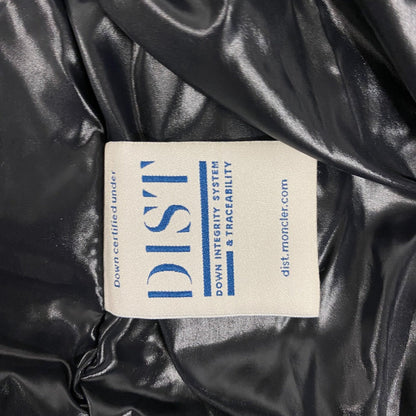 Down certified under
DIST
DOWN INTEGRITY SYSTEM
& TRACEABILITY
dist.moncler.com